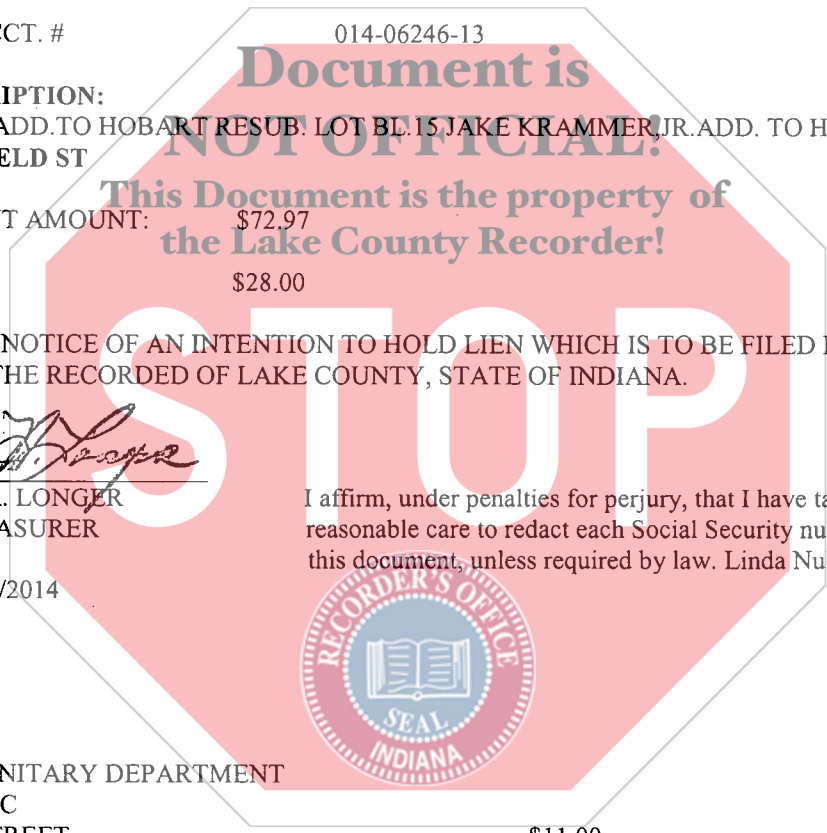 CCT. # 014-06246-13
Document is
IPTION:
ADD.TO HOBART RESUB. LOT BL.15 JAKE KRAMMER,JR.ADD. TO H
NOT OFFICIAL!
ELD ST
This Document is the property of
T AMOUNT: $72.97
the Lake County Recorder!
$28.00
NOTICE OF AN INTENTION TO HOLD LIEN WHICH IS TO BE FILED
THE RECORDED OF LAKE COUNTY, STATE OF INDIANA.
STOP
. LONGER I affirm, under penalties for perjury, that I have ta
ASURER reasonable care to redact each Social Security nu
this document, unless required by law. Linda Nu
/2014
RECORDER'S OFFICE
SEAL
INDIANA
NITARY DEPARTMENT
C
TREET $11.00